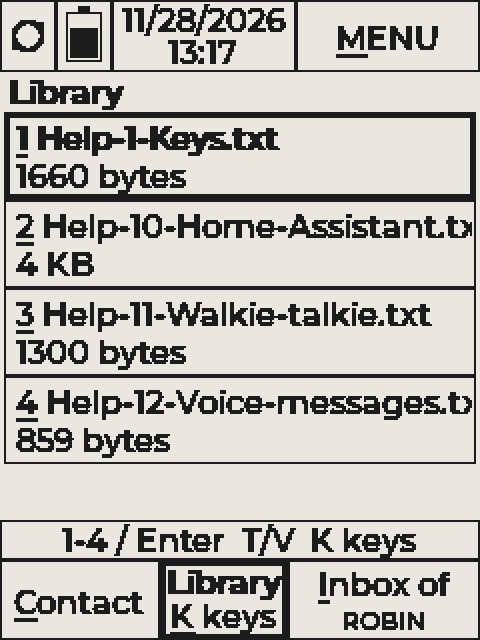 11/28/2026
13:17
MENU
Library
1 Help-1-Keys.txt
1660 bytes
2 Help-10-Home-Assistant.tx
4 KB
3 Help-11-Walkie-talkie.txt
1300 bytes
4 Help-12-Voice-messages.tx
859 bytes
1-4 / Enter T/V K keys
Contact
Library
K keys
Inbox of
ROBIN